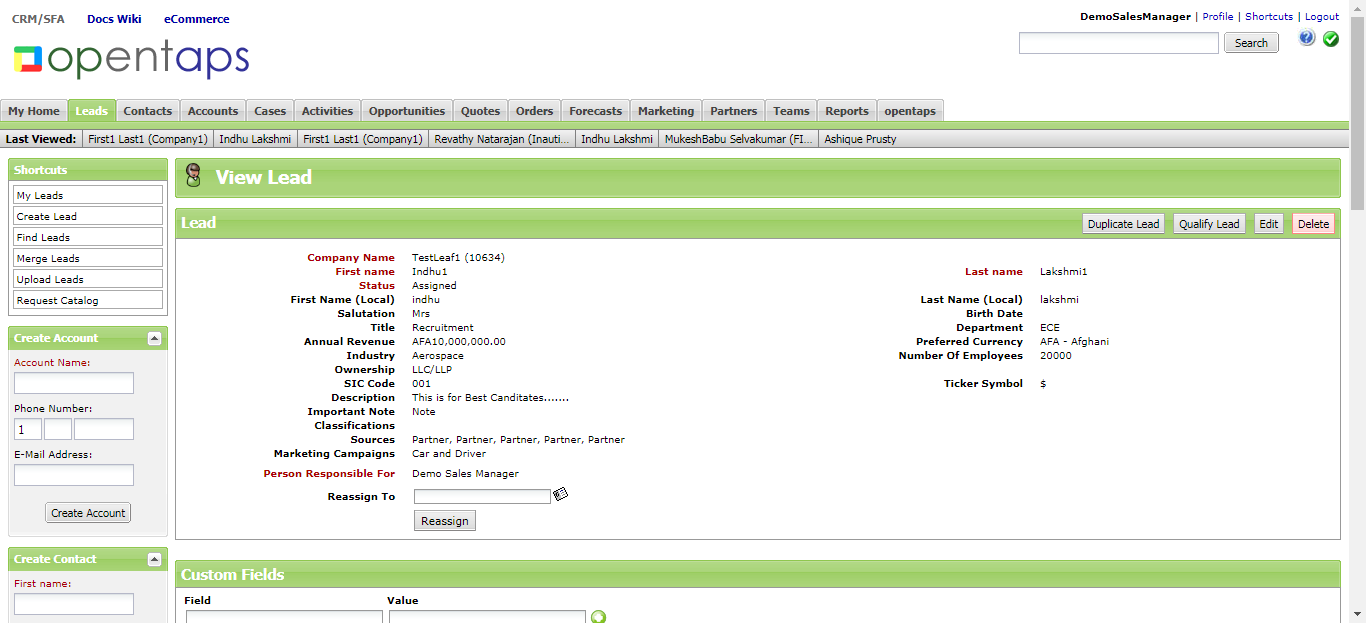 CRM/SFA Docs Wiki eCommerce
DemoSalesManager | Profile | Shortcuts | Logout
opentaps
Search
My Home Leads Contacts Accounts Cases Activities Opportunities Quotes Orders Forecasts Marketing Partners Teams Reports opentaps
Last Viewed: First1 Last1 (Company1) Indhu Lakshmi First1 Last1 (Company1) Revathy Natarajan (Inauti... Indhu Lakshmi MukeshBabu Selvakumar (FI... Ashique Prusty
Shortcuts
My Leads
Create Lead
Find Leads
Merge Leads
Upload Leads
Request Catalog
Create Account
Account Name:
Phone Number:
1
E-Mail Address:
Create Account
Create Contact
First name:
View Lead
Lead Duplicate Lead Qualify Lead Edit Delete
Company Name TestLeaf1 (10634)
First name Indhu1 Last name Lakshmi1
Status Assigned
First Name (Local) indhu Last Name (Local) lakshmi
Salutation Mrs Birth Date
Title Recruitment Department ECE
Annual Revenue AFA10,000,000.00 Preferred Currency AFA - Afghani
Industry Aerospace Number Of Employees 20000
Ownership LLC/LLP
SIC Code 001 Ticker Symbol $
Description This is for Best Canditates.......
Important Note Note
Classifications
Sources Partner, Partner, Partner, Partner, Partner
Marketing Campaigns Car and Driver
Person Responsible For Demo Sales Manager
Reassign To
Reassign
Custom Fields
Field Value